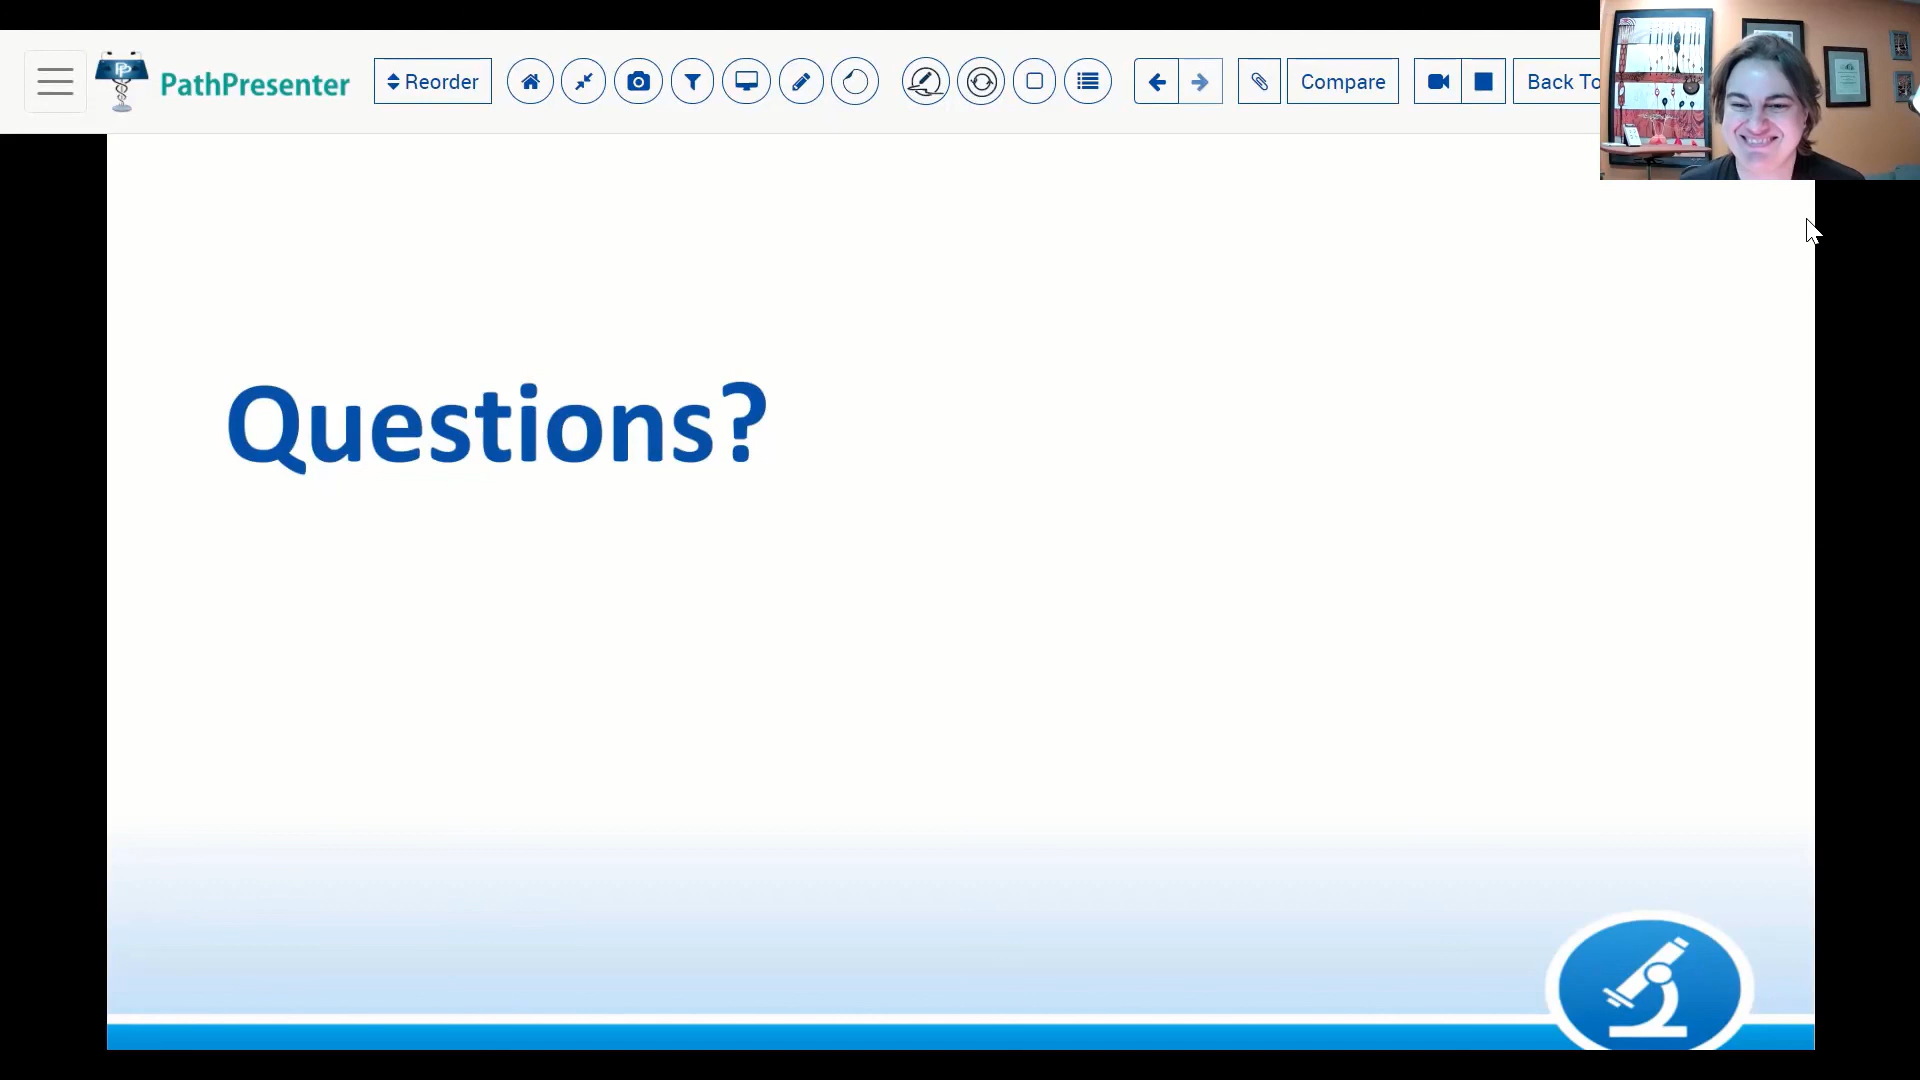 PathPresenter
Reorder
Compare
Back To
Questions?